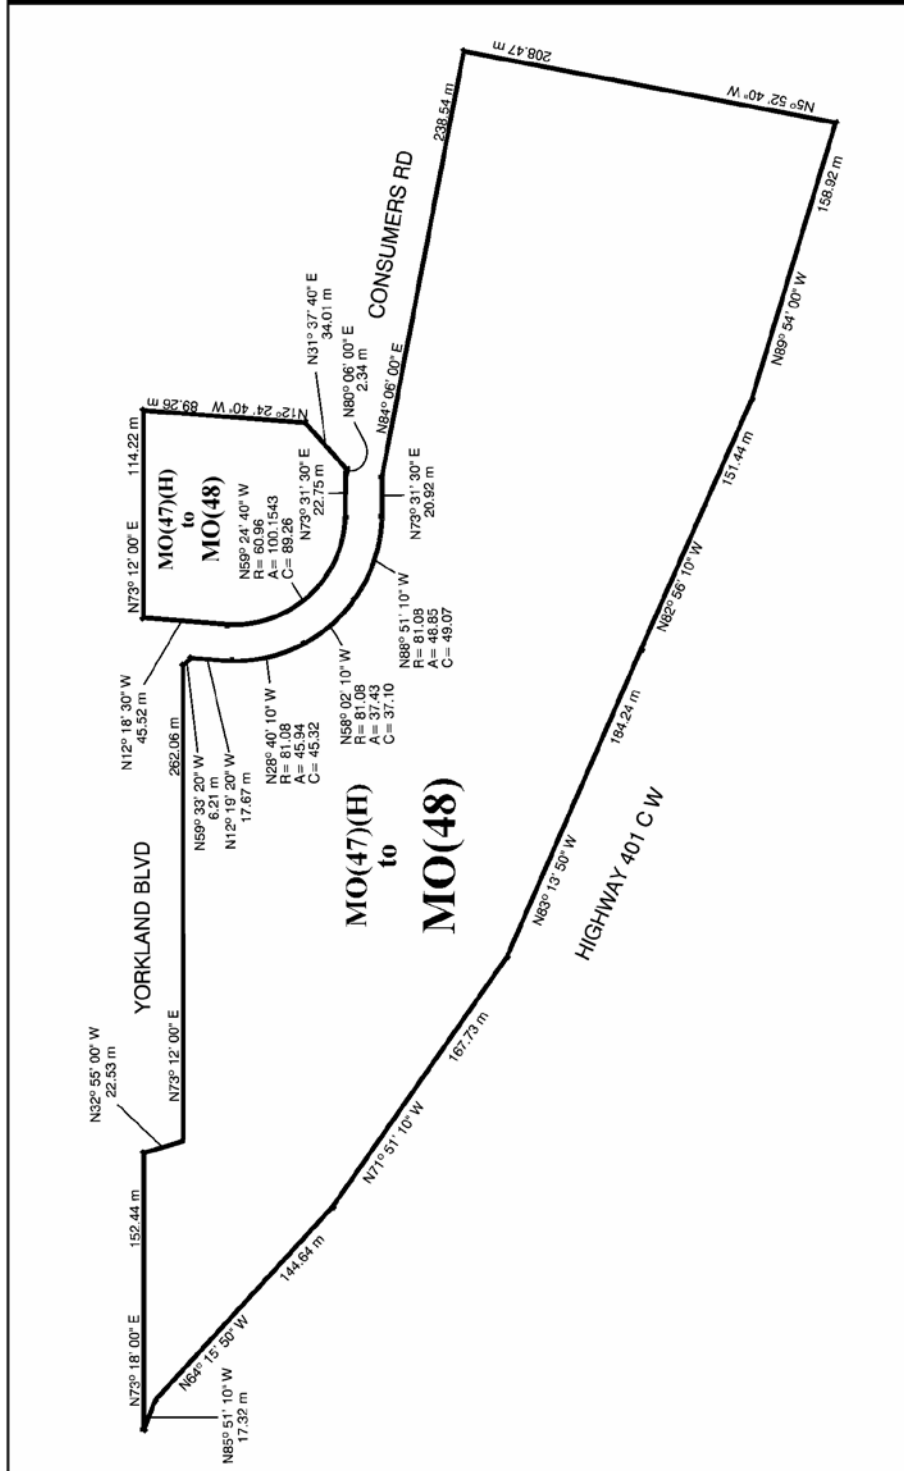 N73° 18' 00" E
152.44 m
N85° 51' 10" W
17.32 m
N32° 55' 00" W
22.53 m
YORKLAND BLVD
N73° 12' 00" E
262.06 m
N12° 18' 30" W
45.52 m
N59° 33' 20" W
6.21 m
N12° 19' 20" W
17.67 m
N73° 12' 00" E
114.22 m
MO(47)(H)
to
MO(48)
89.26 m
N12° 24' 40" W
N59° 24' 40" W
R= 60.96
A= 100.1543
C= 89.26
N31° 37' 40" E
34.01 m
N73° 31' 30" E
22.75 m
N80° 06' 00" E
2.34 m
CONSUMERS RD
N84° 06' 00" E
238.54 m
208.47 m
N5° 52' 40" W
N28° 40' 10" W
R= 81.08
A= 45.94
C= 45.32
N58° 02' 10" W
R= 81.08
A= 37.43
C= 37.10
N88° 51' 10" W
R= 81.08
A= 48.85
C= 49.07
N73° 31' 30" E
20.92 m
MO(47)(H)
to
MO(48)
N64° 15' 50" W
144.64 m
N71° 51' 10" W
167.73 m
N83° 13' 50" W
184.24 m
N82° 56' 10" W
151.44 m
N89° 54' 00" W
158.92 m
HIGHWAY 401 C W